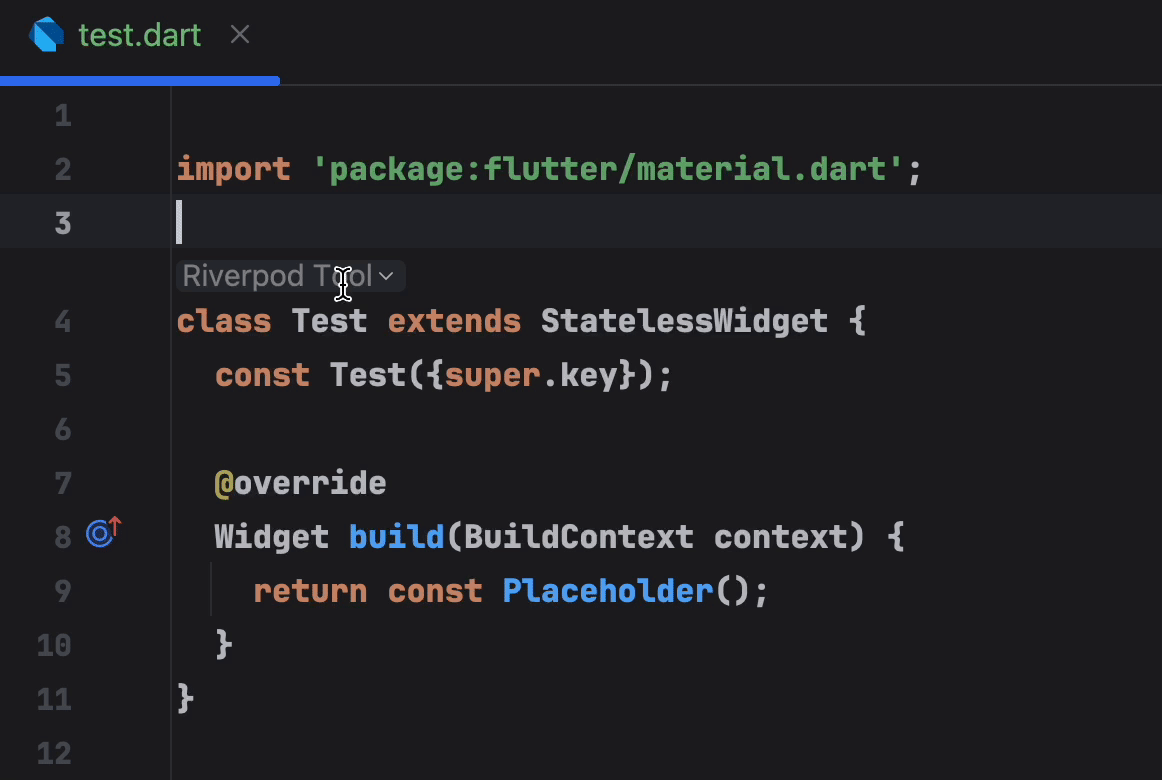 test.dart
1
2 import 'package:flutter/material.dart';
3
Riverpod Tool
4 class Test extends StatelessWidget {
5 const Test({super.key});
6
7 @override
8 Widget build(BuildContext context) {
9 return const Placeholder();
10 }
11 }
12